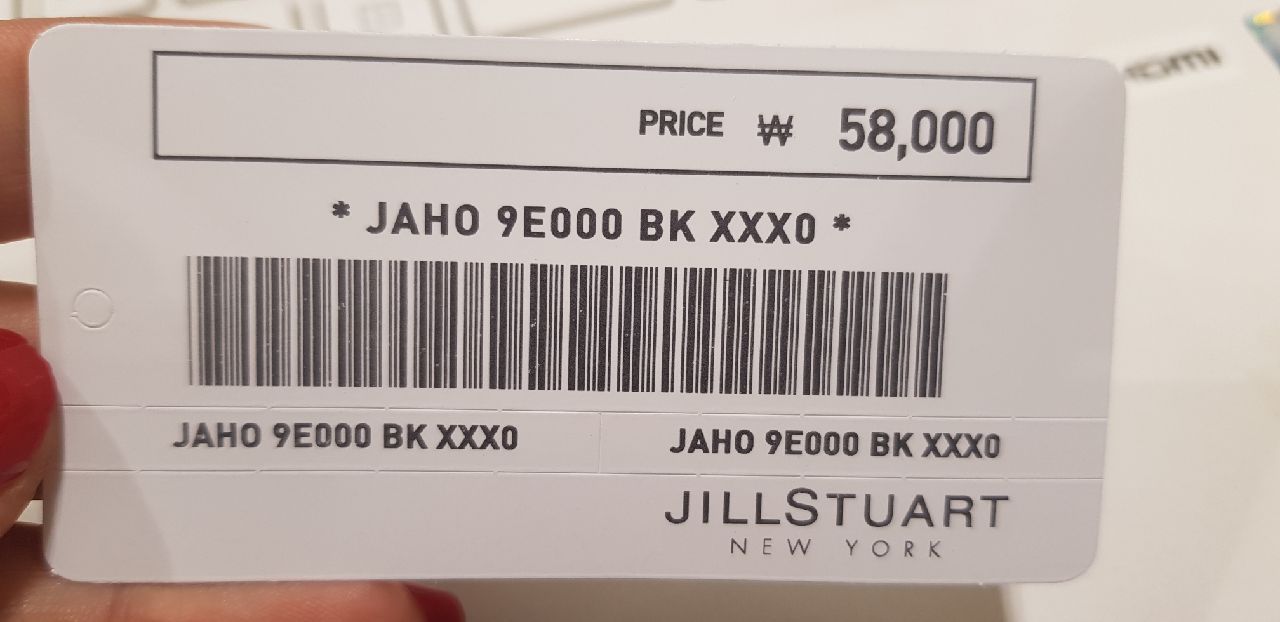 PRICE ₩ 58,000
* JAHO 9E000 BK XXX0 *
JAHO 9E000 BK XXX0 JAHO 9E000 BK XXX0
JILLSTUART
NEW YORK